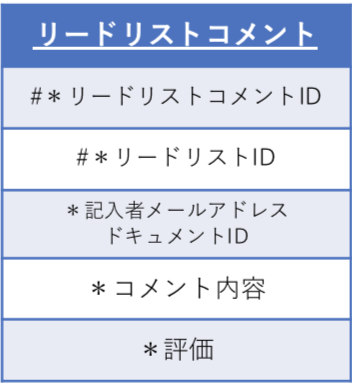 リードリストコメント
#＊リードリストコメントID
#＊リードリストID
＊記入者メールアドレス
ドキュメントID
＊コメント内容
＊評価